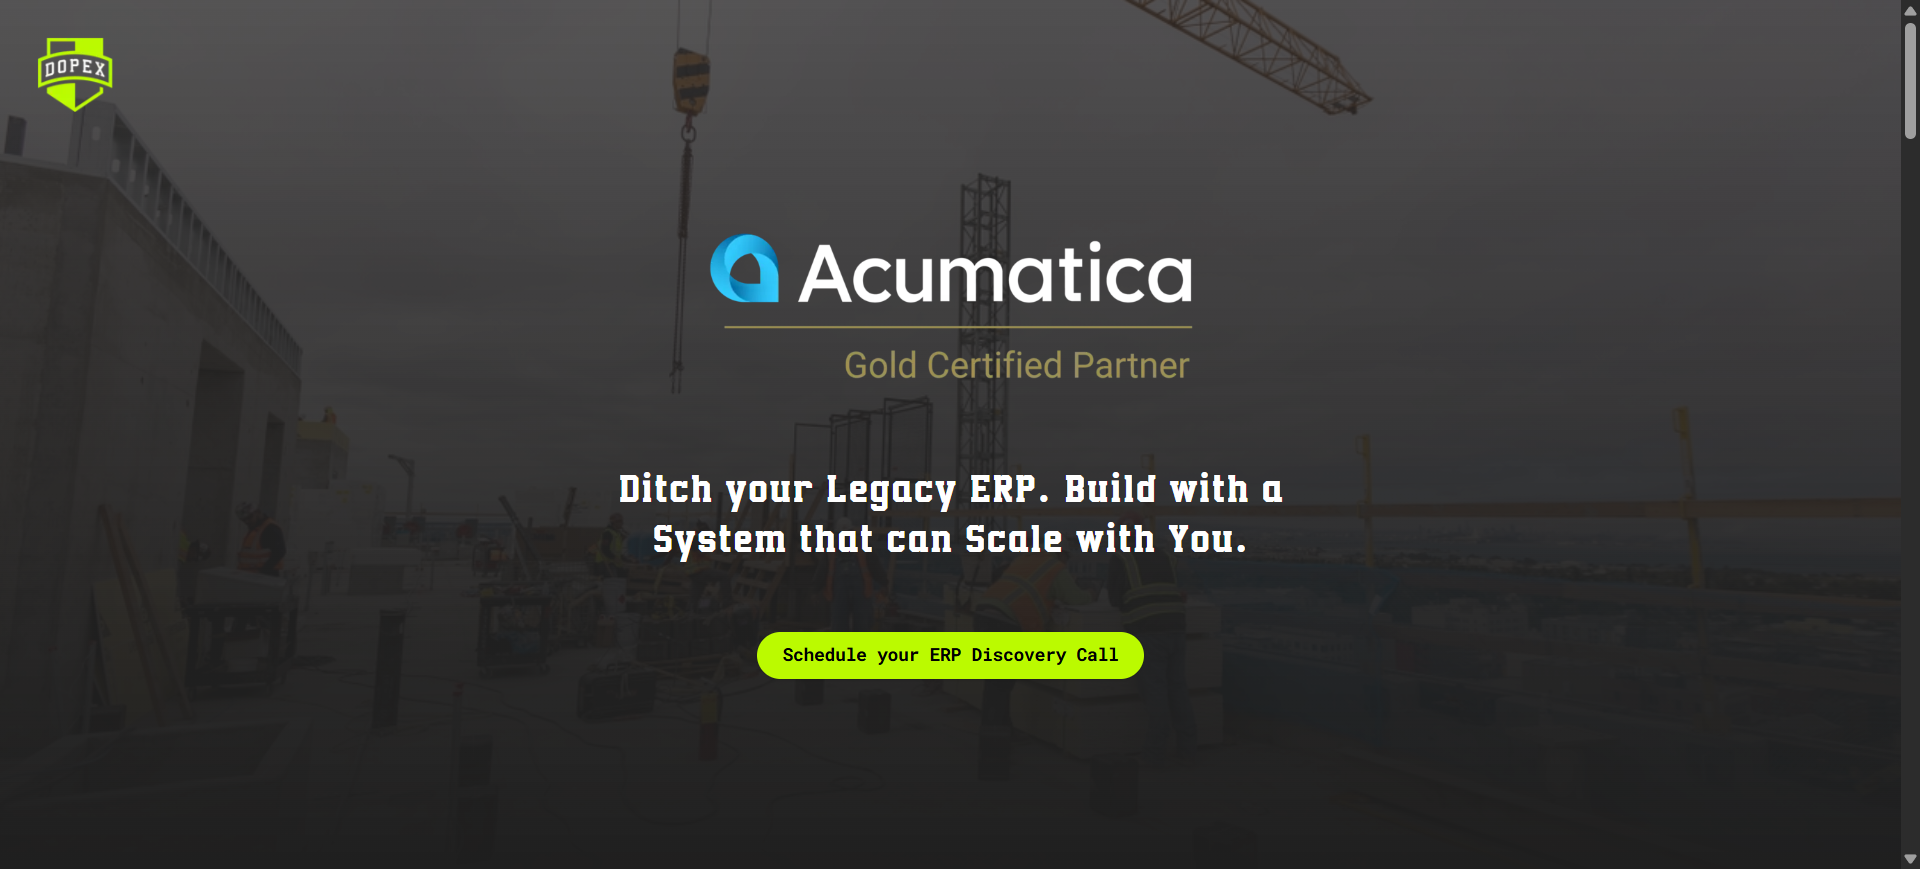 DOPEX
Acumatica
Gold Certified Partner
Ditch your Legacy ERP. Build with a
System that can Scale with You.
Schedule your ERP Discovery Call